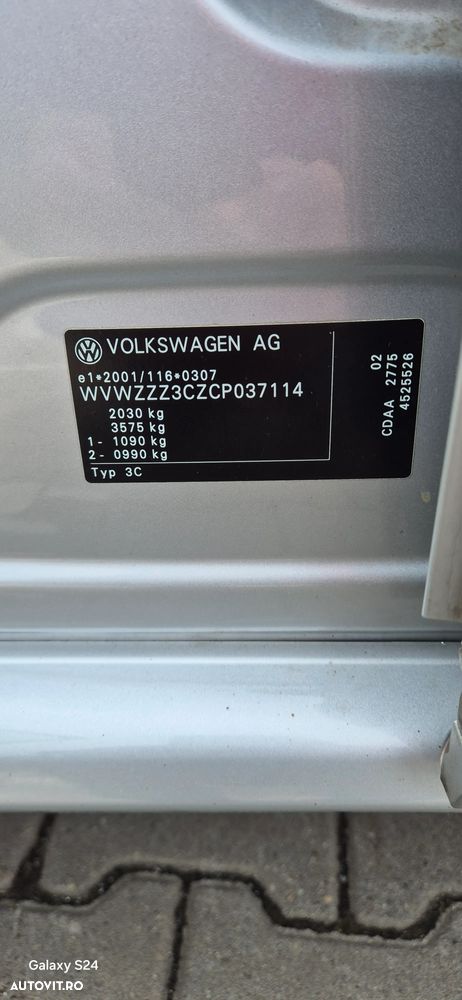 VOLKSWAGEN AG
e1*2001/116*0307
WVWZZZ3CZCP037114
2030 kg
3575 kg
1- 1090 kg
2- 0990 kg
Typ 3C
02
CDAA 2775
4525526
Galaxy S24
AUTOVIT.RO